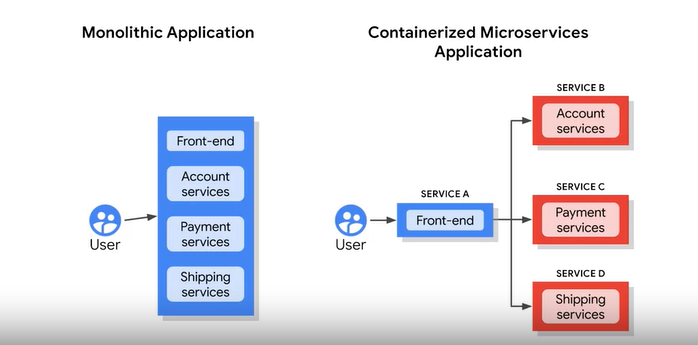 Monolithic Application
Front-end
Account
services
Payment
services
Shipping
services
User
Containerized Microservices
Application
User
SERVICE A
Front-end
SERVICE B
Account
services
SERVICE C
Payment
services
SERVICE D
Shipping
services